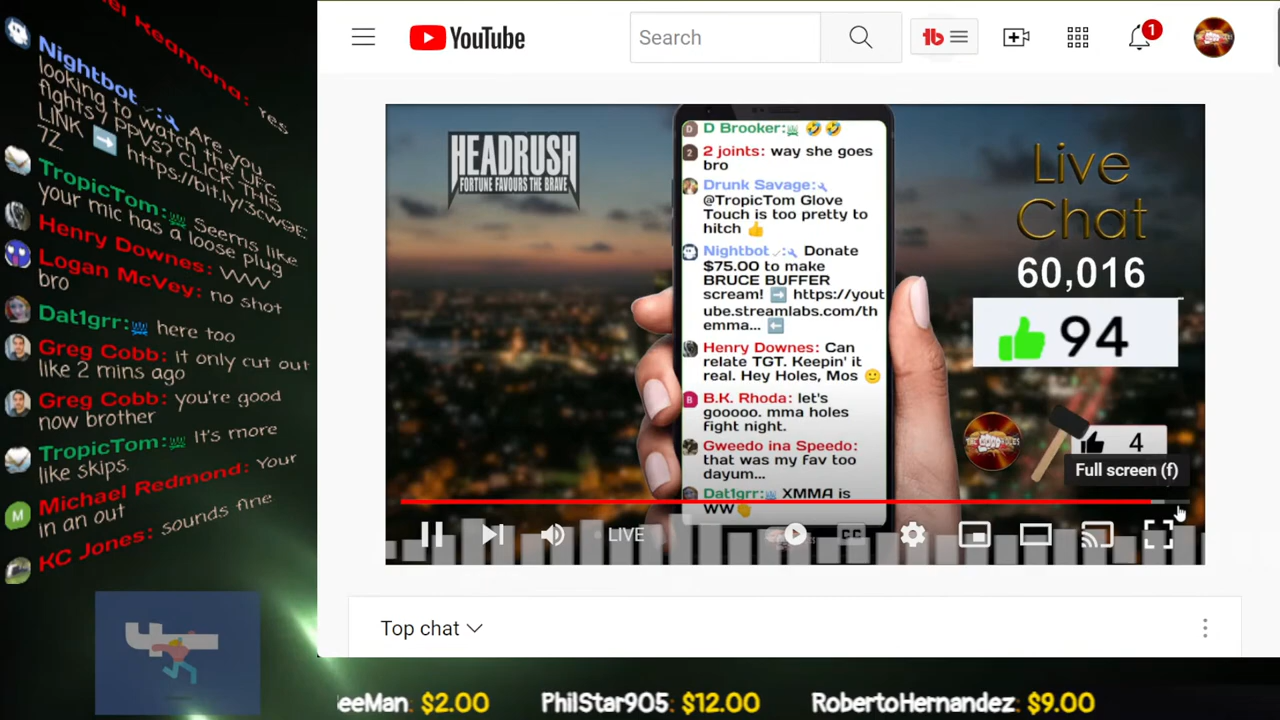 Michael Redmond: yes
Nightbot: Are you
looking to watch the UFC
fights / PPVs? CLICK THIS
LINK ➡️ https://bit.ly/3cws9E
7Z
TropicTom: Seems like
your mic has a loose plug
Henry Downes: WW
Logan McVey: no shot
bro
Dat1grr: here too
Greg Cobb: it only cut out
like 2 mins ago
Greg Cobb: you're good
now brother
TropicTom: It's more
like skips.
Michael Redmond: Your
in an out
KC Jones: sounds fine
YouTube
Search
1
HEADRUSH
FORTUNE FAVOURS THE BRAVE
D Brooker: 🤣 🤣
2 joints: way she goes
bro
Drunk Savage:
@TropicTom Glove
Touch is too pretty to
hitch 👍
Nightbot: Donate
$75.00 to make
BRUCE BUFFER
scream! ➡️ https://yout
ube.streamlabs.com/th
emma... ⬅️
Henry Downes: Can
relate TGT. Keepin' it
real. Hey Holes, Mos 🙂
B.K. Rhoda: let's
gooooo. mma holes
fight night.
Gweedo ina Speedo:
that was my fav too
dayum...
Dat1grr: XMMA is
WW👏
Live
Chat
60,016
94
4
Full screen (f)
LIVE
CC
Top chat
eeMan: $2.00 PhilStar905: $12.00 RobertoHernandez: $9.00